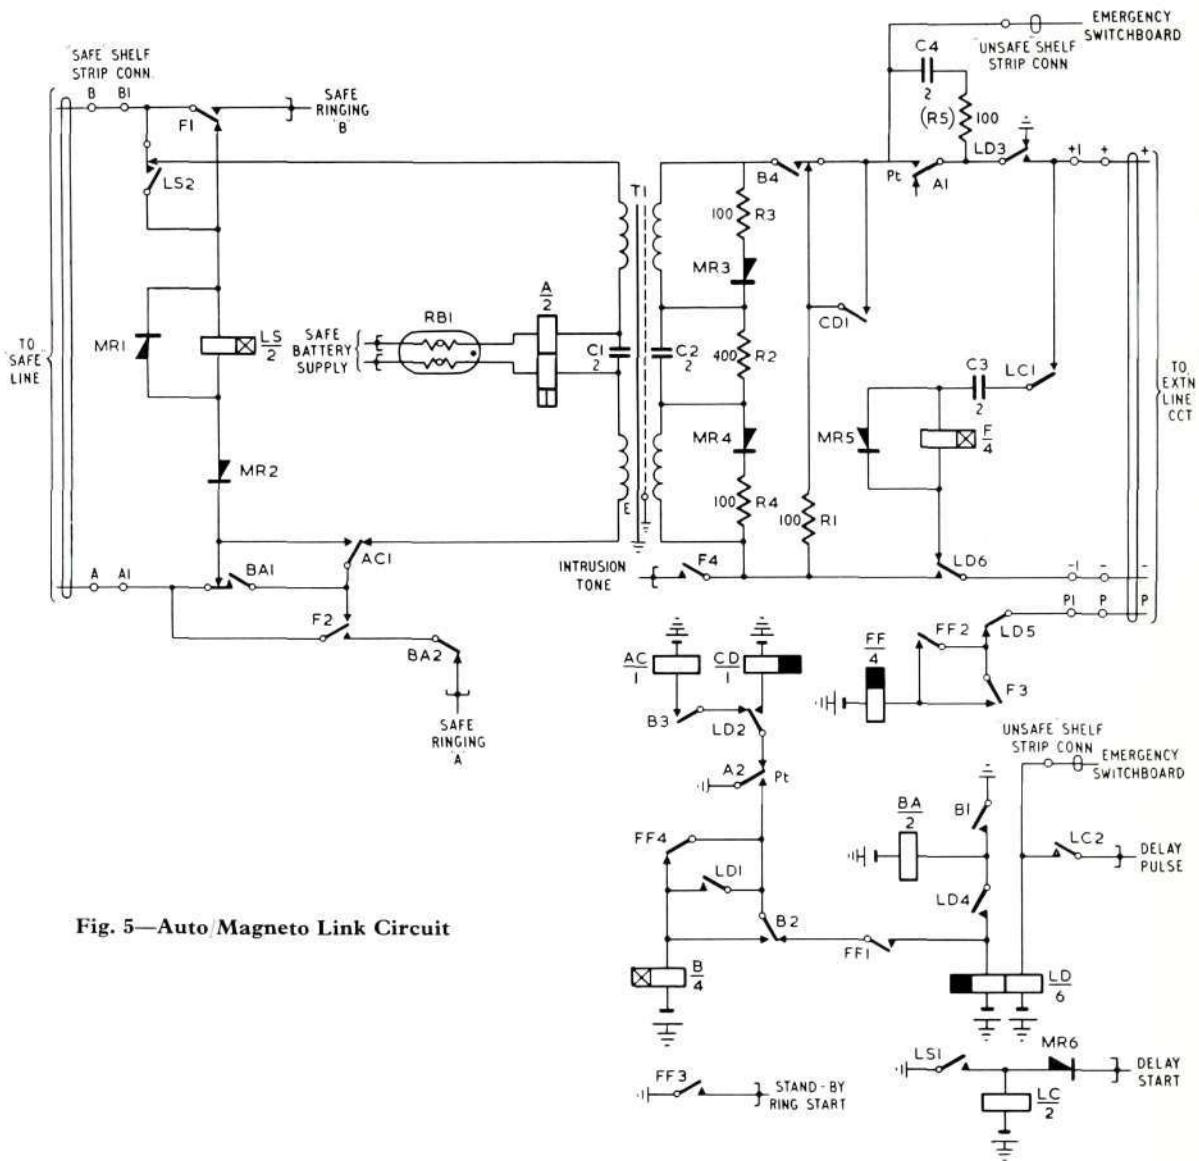 EMERGENCY
SWITCHBOARD
"SAFE" SHELF
STRIP CONN.
"UNSAFE" SHELF
STRIP CONN
B
B1
SAFE
RINGING
"B"
F1
C4
2
(R5)
100
LD3
+1
+
+
LS2
T1
B4
Pt
A1
100
R3
MR3
TO
"SAFE"
LINE
MR1
LS
2
SAFE
BATTERY
SUPPLY
RB1
A
2
C1
2
C2
2
400
R2
CD1
C3
2
LC1
TO
EXTN
LINE
CCT
MR2
MR4
MR5
F
4
100
R4
E
100
R1
AC1
A
A1
BA1
INTRUSION
TONE
F4
LD6
-1
-
-
P1
P
P
F2
BA2
AC
1
CD
1
FF
4
FF2
LD5
F3
SAFE
RINGING
"A"
B3
LD2
UNSAFE" SHELF
STRIP CONN
EMERGENCY
SWITCHBOARD
A2
Pt
BA
2
B1
FF4
LC2
DELAY
PULSE
LD1
LD4
Fig. 5—Auto/Magneto Link Circuit
B2
FF1
B
4
LD
6
LS1
MR6
DELAY
START
FF3
STAND-BY
RING START
LC
2